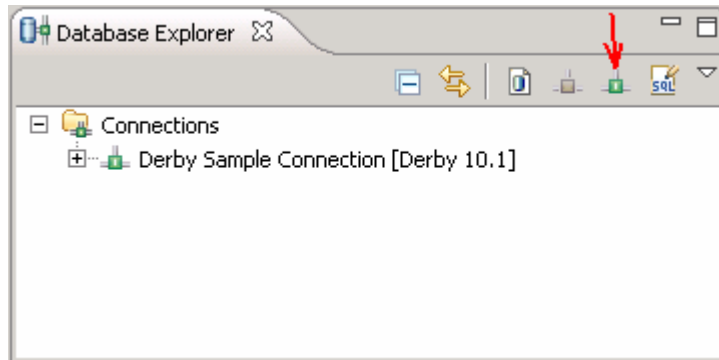 Database Explorer
SQL
Connections
Derby Sample Connection [Derby 10.1]